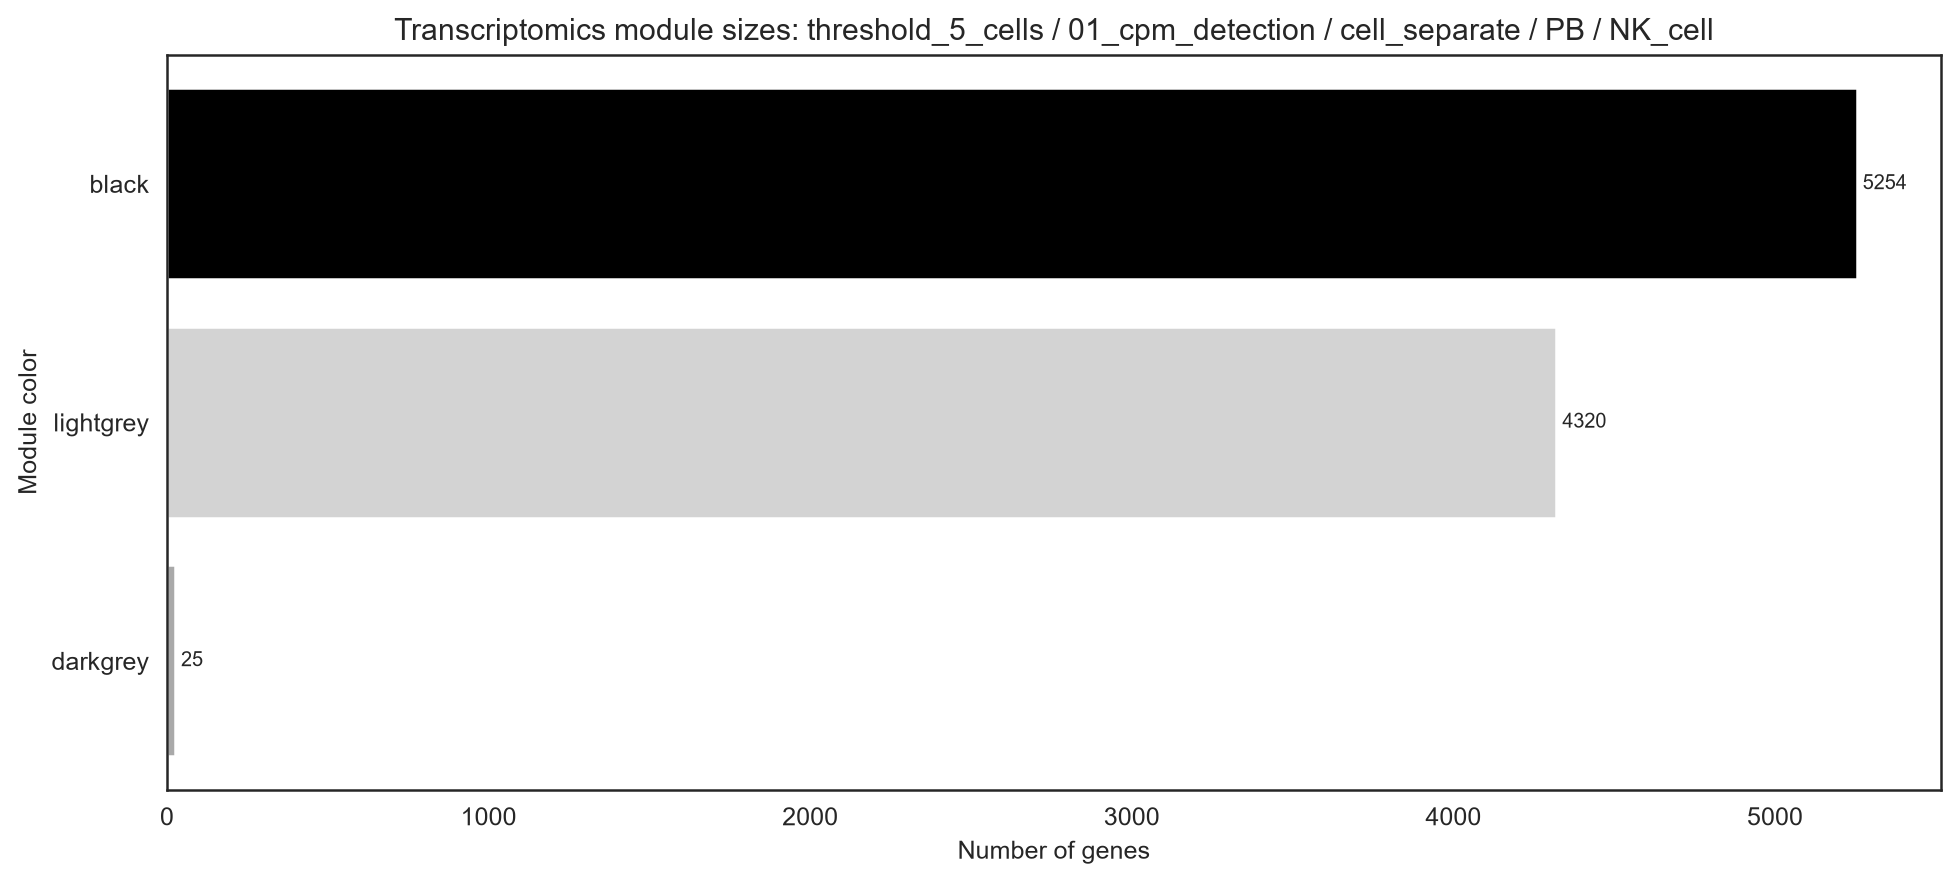 Transcriptomics module sizes: threshold_5_cells / 01_cpm_detection / cell_separate / PB / NK_cell
Module color
black
5254
lightgrey
4320
darkgrey
25
0 1000 2000 3000 4000 5000
Number of genes